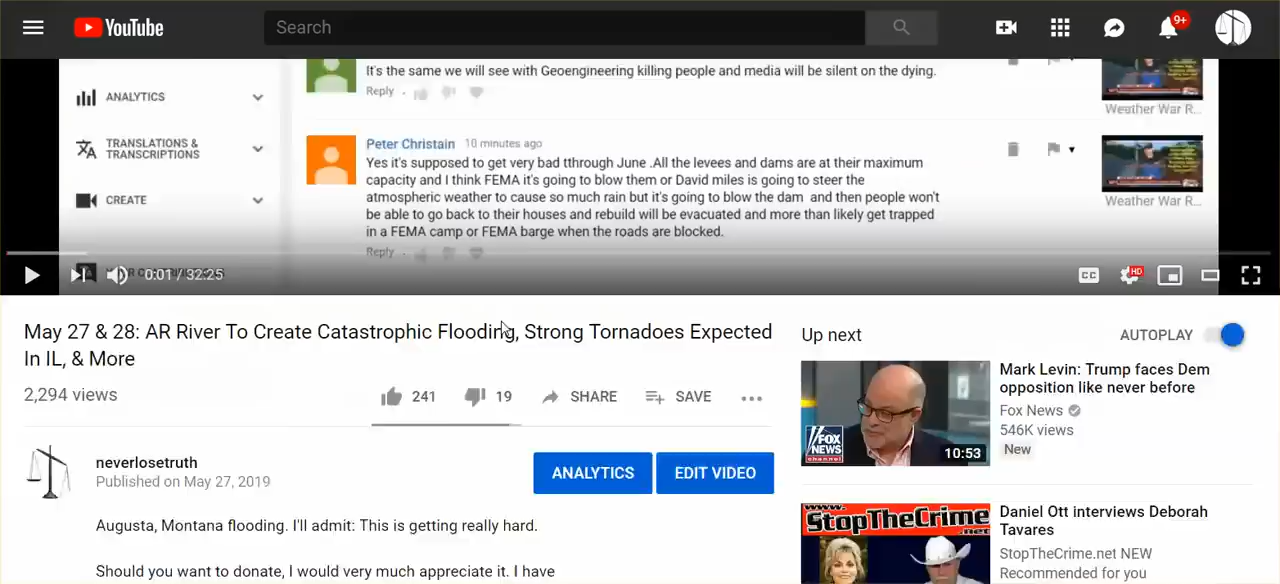 YouTube
Search
9+
It's the same we will see with Geoengineering killing people and media will be silent on the dying.
Reply
Weather War R...
ANALYTICS
TRANSLATIONS &
TRANSCRIPTIONS
CREATE
Peter Christain 10 minutes ago
Yes it's supposed to get very bad tthrough June .All the levees and dams are at their maximum
capacity and I think FEMA it's going to blow them or David miles is going to steer the
atmospheric weather to cause so much rain but it's going to blow the dam and then people won't
be able to go back to their houses and rebuild will be evacuated and more than likely get trapped
in a FEMA camp or FEMA barge when the roads are blocked.
Reply
Weather War R...
0:01 / 32:25
CC
HD
May 27 & 28: AR River To Create Catastrophic Flooding, Strong Tornadoes Expected
In IL, & More
2,294 views
241
19
SHARE
SAVE
neverlosetruth
Published on May 27, 2019
ANALYTICS
EDIT VIDEO
Augusta, Montana flooding. I'll admit: This is getting really hard.
Should you want to donate, I would very much appreciate it. I have
Up next
AUTOPLAY
FOX
NEWS
channel
10:53
Mark Levin: Trump faces Dem
opposition like never before
Fox News
546K views
New
www.
StopTheCrime
.net
Daniel Ott interviews Deborah
Tavares
StopTheCrime.net NEW
Recommended for you